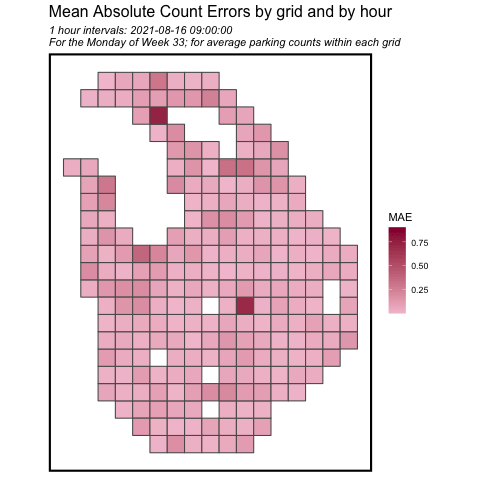 Mean Absolute Count Errors by grid and by hour
1 hour intervals: 2021-08-16 09:00:00
For the Monday of Week 33; for average parking counts within each grid
MAE
0.75
0.50
0.25